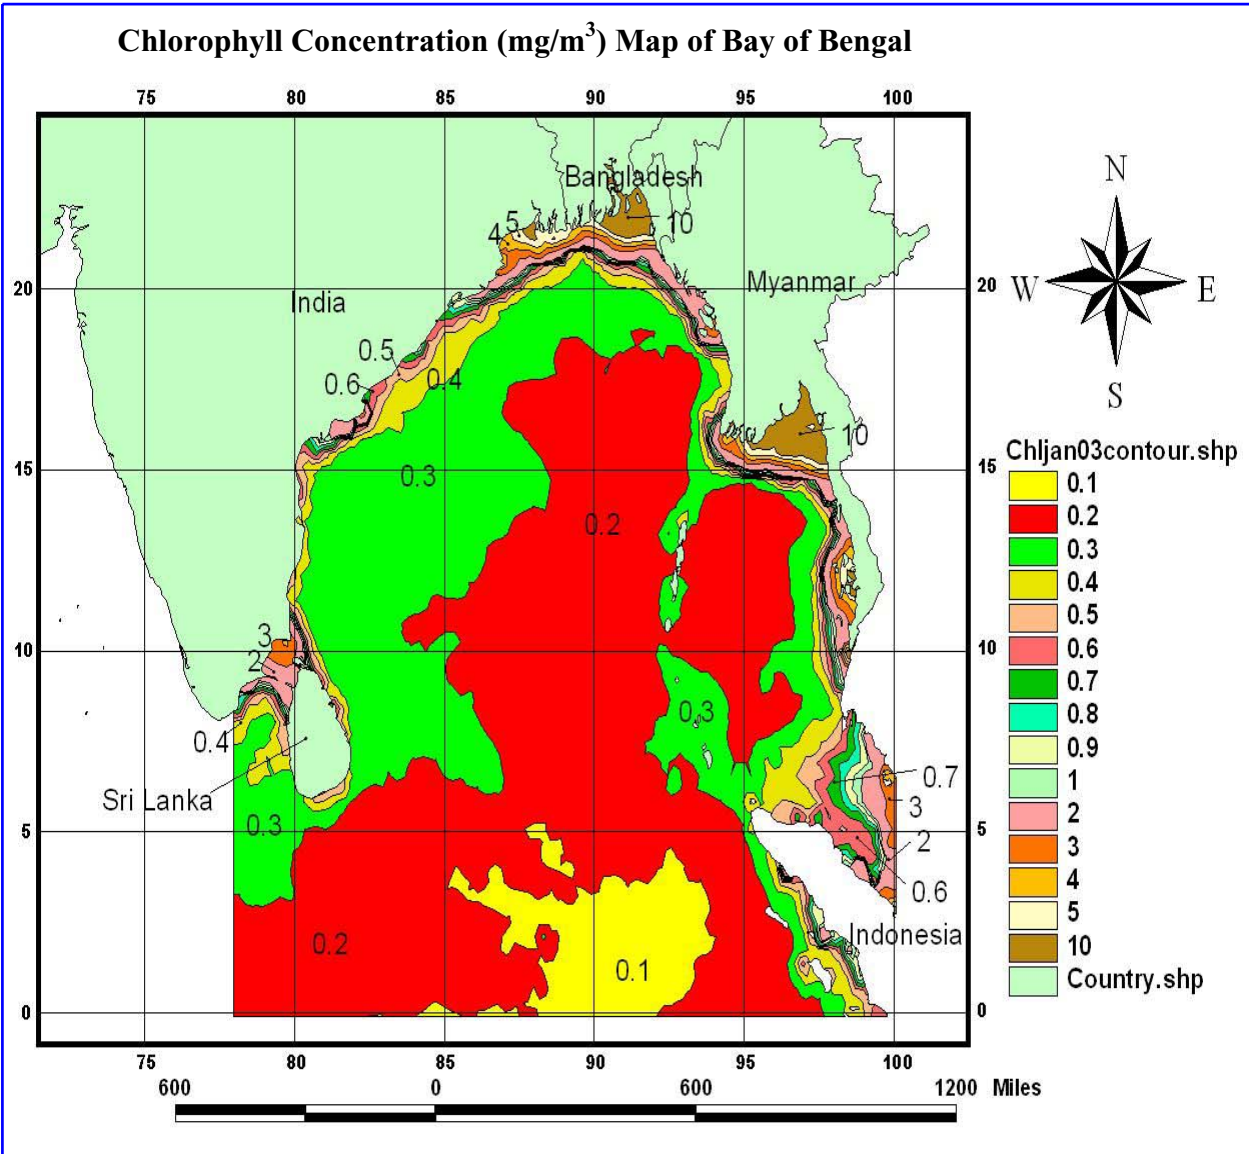 Chlorophyll Concentration (mg/m³) Map of Bay of Bengal
75 80 85 90 95 100
Bangladesh
5
10
4
N
Myanmar
20 India 20
W E
0.5
0.4
0.6
S
10
Chljan03contour.shp
15 0.3 15
0.1
0.2
0.2
0.3
0.4
0.5
3
10 10
2
0.6
0.7
0.3
0.8
0.4
0.9
0.7
1
Sri Lanka
3
2
0.3
5 5
2
3
0.6
4
5
0.2 Indonesia
10
0.1
Country.shp
0 0
75 80 85 90 95 100
600 0 600 1200 Miles